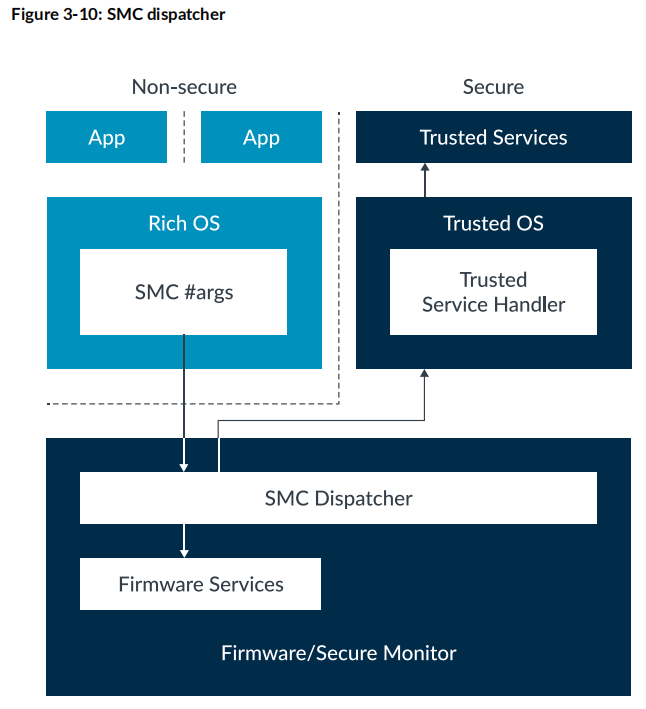 Figure 3-10: SMC dispatcher
Non-secure
Secure
App
App
Trusted Services
Rich OS
Trusted OS
SMC #args
Trusted
Service Handler
SMC Dispatcher
Firmware Services
Firmware/Secure Monitor